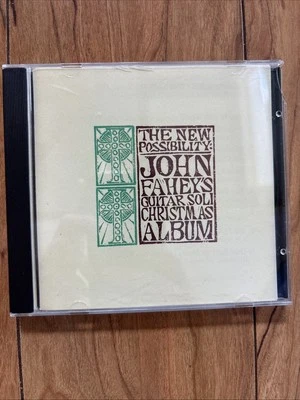 THE NEW
POSSIBILITY:
JOHN
FAHEY'S
GUITAR SOLI
CHRISTMAS
ALBUM